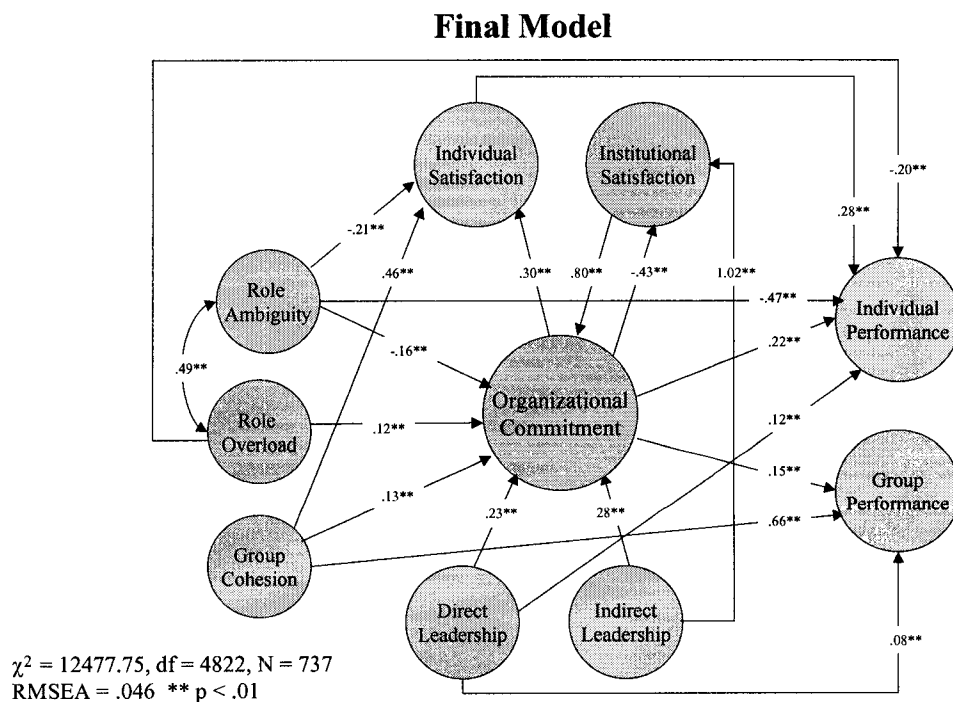 Final Model
Individual
Satisfaction
Institutional
Satisfaction
-.20**
.28**
-.21**
.46**
.30**
.80**
-.43**
1.02**
Role
Ambiguity
-.47**
Individual
Performance
-.16**
.22**
.49**
Organizational
Commitment
Role
Overload
.12**
.12**
.15**
Group
Performance
.13**
.66**
.23**
28**
Group
Cohesion
Direct
Leadership
Indirect
Leadership
.08**
χ² = 12477.75, df = 4822, N = 737
RMSEA = .046 ** p < .01